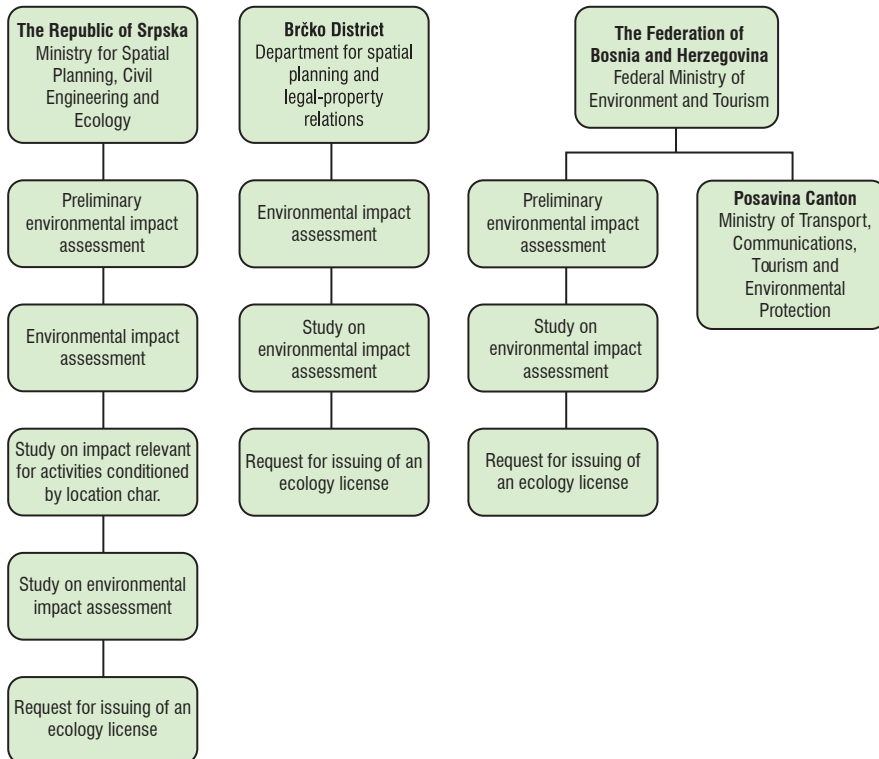 The Republic of Srpska
Ministry for Spatial
Planning, Civil
Engineering and
Ecology
Preliminary
environmental impact
assessment
Environmental impact
assessment
Study on impact relevant
for activities conditioned
by location char.
Study on environmental
impact assessment
Request for issuing of an
ecology license
Brčko District
Department for spatial
planning and
legal-property
relations
Environmental impact
assessment
Study on
environmental impact
assessment
Request for issuing of an
ecology license
The Federation of
Bosnia and Herzegovina
Federal Ministry of
Environment and Tourism
Preliminary
environmental impact
assessment
Study on
environmental impact
assessment
Request for issuing of
an ecology license
Posavina Canton
Ministry of Transport,
Communications,
Tourism and
Environmental
Protection